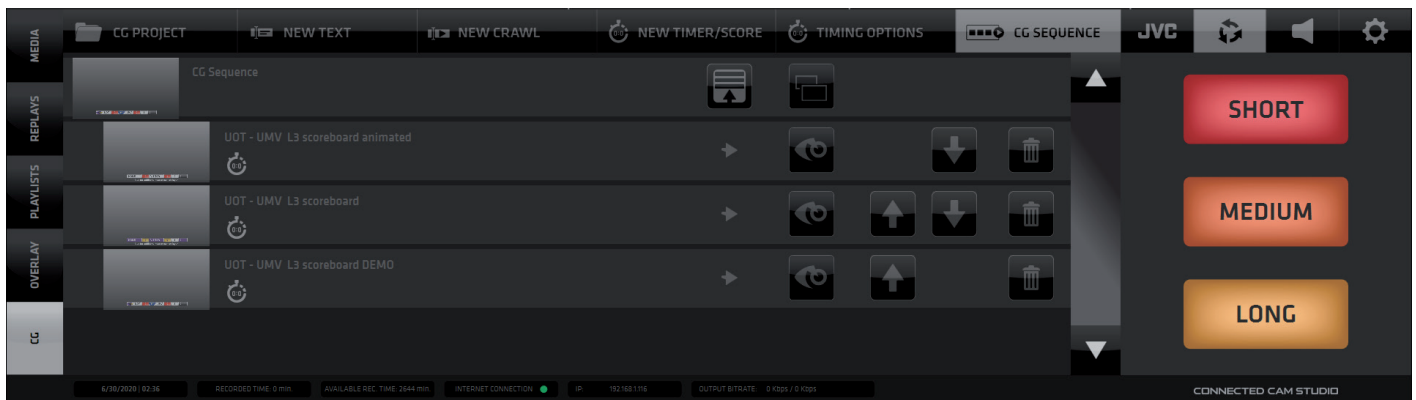 MEDIA
CG PROJECT
NEW TEXT
NEW CRAWL
NEW TIMER/SCORE
TIMING OPTIONS
CG SEQUENCE
JVC
CG Sequence
SHORT
REPLAYS
UOT - UMV L3 scoreboard animated
PLAYLISTS
UOT - UMV L3 scoreboard
MEDIUM
OVERLAY
UOT - UMV L3 scoreboard DEMO
LONG
CG
6/30/2020 | 02:36
RECORDED TIME: 0 min.
AVAILABLE REC. TIME: 2644 min.
INTERNET CONNECTION
IP: 192.168.1.116
OUTPUT BITRATE: 0 Kbps / 0 Kbps
CONNECTED CAM STUDIO